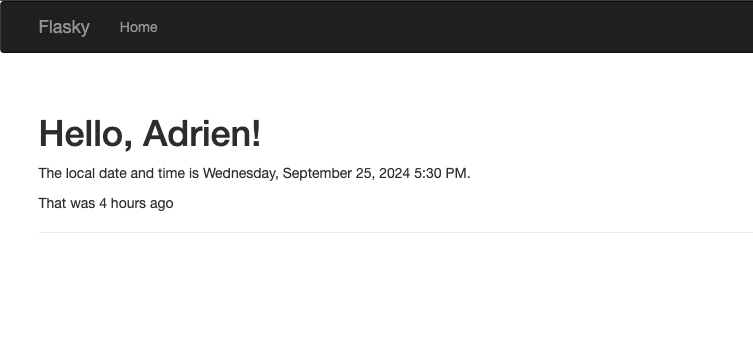 Flasky Home
Hello, Adrien!
The local date and time is Wednesday, September 25, 2024 5:30 PM.
That was 4 hours ago